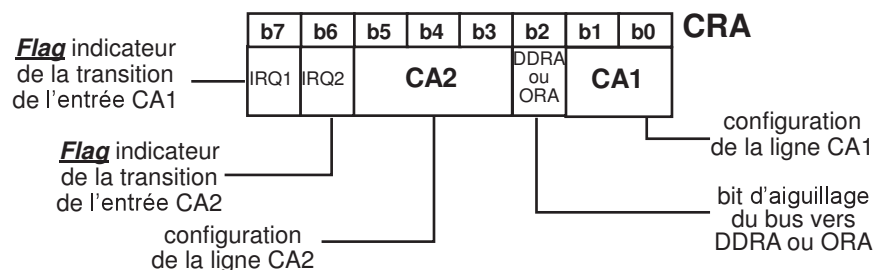 b7 b6 b5 b4 b3 b2 b1 b0 CRA
IRQ1 IRQ2 CA2 DDRA ou ORA CA1
Flag indicateur
de la transition
de l'entrée CA1
Flag indicateur
de la transition
de l'entrée CA2
configuration
de la ligne CA2
configuration
de la ligne CA1
bit d'aiguillage
du bus vers
DDRA ou ORA